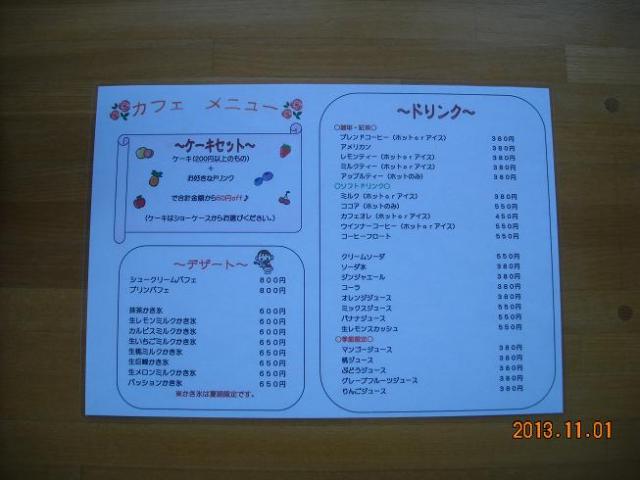 カフェ メニュー
～ケーキセット～
ケーキ(200円以上のもの)
+
お好きなドリンク
で合計金額から50円off♪
(ケーキはショーケースからお選びください。)
～デザート～
シュークリームパフェ 800円
プリンパフェ 800円
抹茶かき氷 600円
生レモンミルクかき氷 600円
カルピスミルクかき氷 600円
生いちごミルクかき氷 650円
生桃ミルクかき氷 650円
生巨峰かき氷 650円
生メロンミルクかき氷 650円
パッションかき氷 650円
※かき氷は夏期限定です。
～ドリンク～
○珈琲・紅茶○
ブレンドコーヒー(ホットorアイス) 380円
アメリカン 380円
レモンティー(ホットorアイス) 380円
ミルクティー(ホットorアイス) 380円
アップルティー(ホットのみ) 380円
○ソフトドリンク○
ミルク(ホットorアイス) 380円
ココア(ホットのみ) 550円
カフェオレ(ホットorアイス) 450円
ウインナーコーヒー(ホットorアイス) 550円
コーヒーフロート 550円
クリームソーダ 550円
ソーダ水 380円
ジンジャエール 380円
コーラ 380円
オレンジジュース 380円
ミックスジュース 550円
バナナジュース 550円
生レモンスカッシュ 550円
○季節限定○
マンゴージュース 380円
桃ジュース 380円
ぶどうジュース 380円
グレープフルーツジュース 380円
りんごジュース 380円
2013.11.01